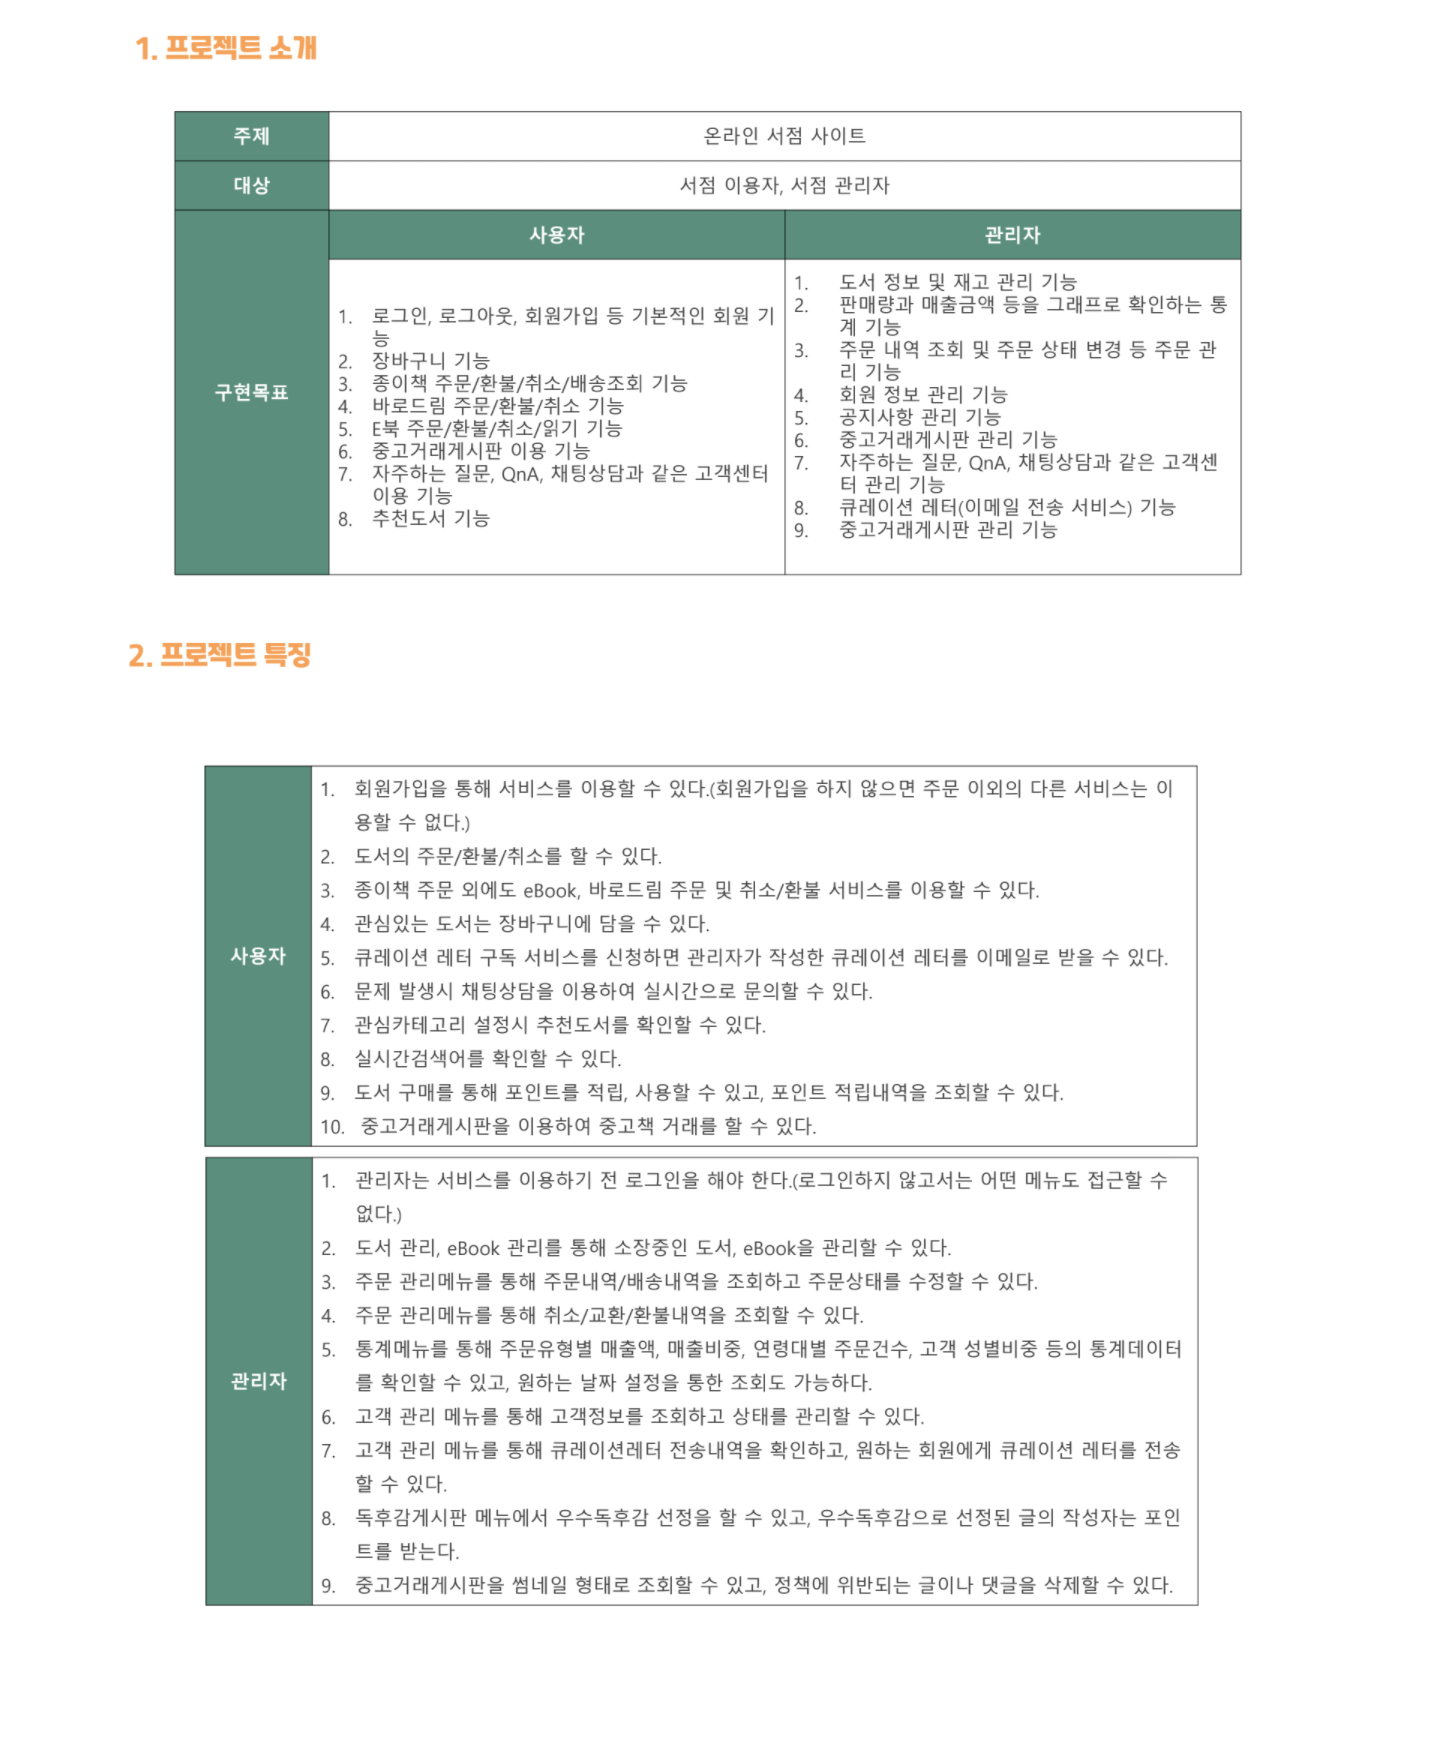 1. 프로젝트 소개
주제
온라인 서점 사이트
대상
서점 이용자, 서점 관리자
구현목표
사용자
관리자
1. 로그인, 로그아웃, 회원가입 등 기본적인 회원 기
능
2. 장바구니 기능
3. 종이책 주문/환불/취소/배송조회 기능
4. 바로드림 주문/환불/취소 기능
5. E북 주문/환불/취소/읽기 기능
6. 중고거래게시판 이용 기능
7. 자주하는 질문, QnA, 채팅상담과 같은 고객센터
이용 기능
8. 추천도서 기능
1. 도서 정보 및 재고 관리 기능
2. 판매량과 매출금액 등을 그래프로 확인하는 통
계 기능
3. 주문 내역 조회 및 주문 상태 변경 등 주문 관
리 기능
4. 회원 정보 관리 기능
5. 공지사항 관리 기능
6. 중고거래게시판 관리 기능
7. 자주하는 질문, QnA, 채팅상담과 같은 고객센
터 관리 기능
8. 큐레이션 레터(이메일 전송 서비스) 기능
9. 중고거래게시판 관리 기능
2. 프로젝트 특징
사용자
1. 회원가입을 통해 서비스를 이용할 수 있다.(회원가입을 하지 않으면 주문 이외의 다른 서비스는 이
용할 수 없다.)
2. 도서의 주문/환불/취소를 할 수 있다.
3. 종이책 주문 외에도 eBook, 바로드림 주문 및 취소/환불 서비스를 이용할 수 있다.
4. 관심있는 도서는 장바구니에 담을 수 있다.
5. 큐레이션 레터 구독 서비스를 신청하면 관리자가 작성한 큐레이션 레터를 이메일로 받을 수 있다.
6. 문제 발생시 채팅상담을 이용하여 실시간으로 문의할 수 있다.
7. 관심카테고리 설정시 추천도서를 확인할 수 있다.
8. 실시간검색어를 확인할 수 있다.
9. 도서 구매를 통해 포인트를 적립, 사용할 수 있고, 포인트 적립내역을 조회할 수 있다.
10. 중고거래게시판을 이용하여 중고책 거래를 할 수 있다.
관리자
1. 관리자는 서비스를 이용하기 전 로그인을 해야 한다.(로그인하지 않고서는 어떤 메뉴도 접근할 수
없다.)
2. 도서 관리, eBook 관리를 통해 소장중인 도서, eBook을 관리할 수 있다.
3. 주문 관리메뉴를 통해 주문내역/배송내역을 조회하고 주문상태를 수정할 수 있다.
4. 주문 관리메뉴를 통해 취소/교환/환불내역을 조회할 수 있다.
5. 통계메뉴를 통해 주문유형별 매출액, 매출비중, 연령대별 주문건수, 고객 성별비중 등의 통계데이터
를 확인할 수 있고, 원하는 날짜 설정을 통한 조회도 가능하다.
6. 고객 관리 메뉴를 통해 고객정보를 조회하고 상태를 관리할 수 있다.
7. 고객 관리 메뉴를 통해 큐레이션레터 전송내역을 확인하고, 원하는 회원에게 큐레이션 레터를 전송
할 수 있다.
8. 독후감게시판 메뉴에서 우수독후감 선정을 할 수 있고, 우수독후감으로 선정된 글의 작성자는 포인
트를 받는다.
9. 중고거래게시판을 썸네일 형태로 조회할 수 있고, 정책에 위반되는 글이나 댓글을 삭제할 수 있다.